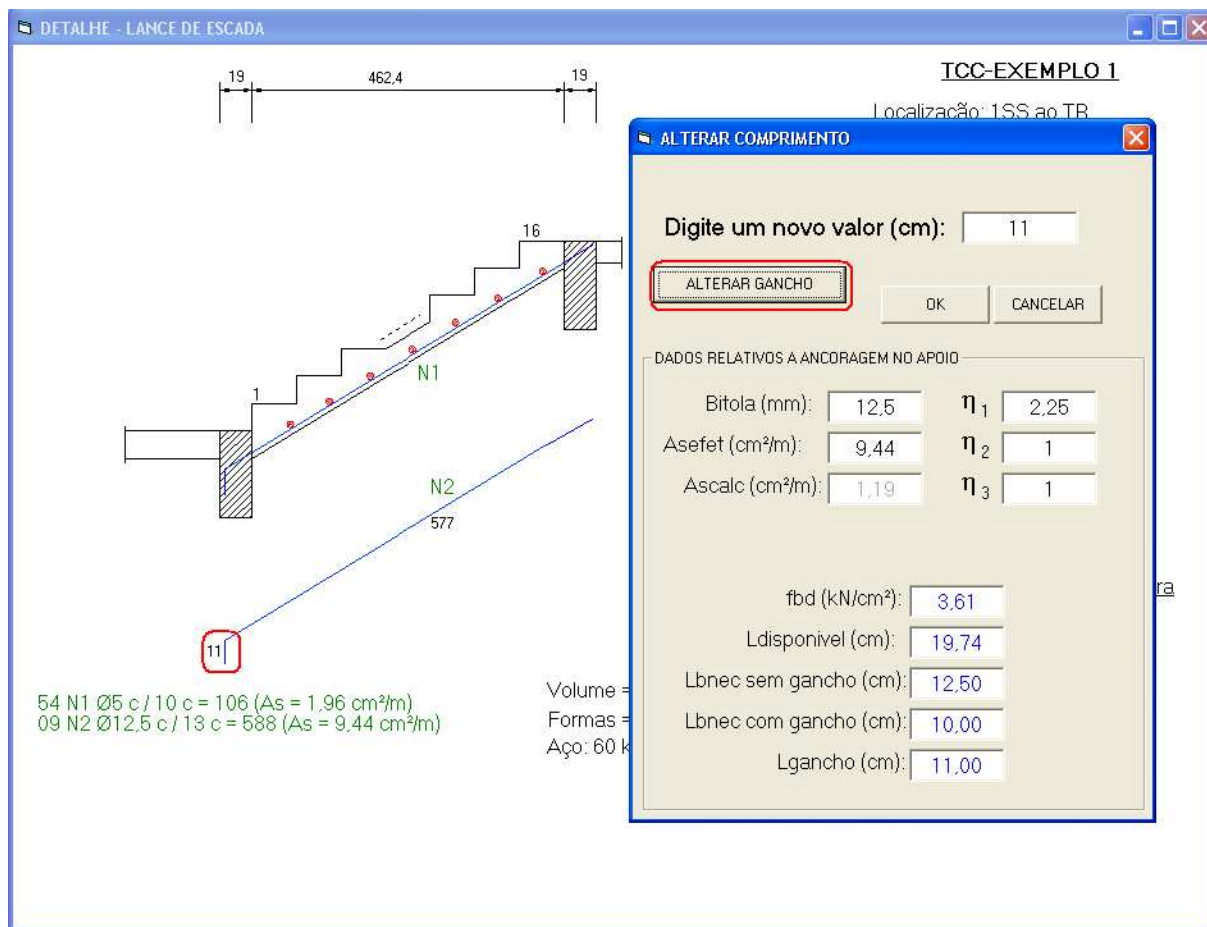 DETALHE - LANCE DE ESCADA
19 462,4 19
TCC-EXEMPLO 1
Localização: 1SS ao TR
ALTERAR COMPRIMENTO
Digite um novo valor (cm): 11
ALTERAR GANCHO
OK
CANCELAR
DADOS RELATIVOS A ANCORAGEM NO APOIO
Bitola (mm): 12,5 η1 2,25
Asefet (cm²/m): 9,44 η2 1
Ascalc (cm²/m): 1,19 η3 1
fbd (kN/cm²): 3,61
Ldisponivel (cm): 19,74
Lbnec sem gancho (cm): 12,50
Lbnec com gancho (cm): 10,00
Lgancho (cm): 11,00
16
1
N1
N2
577
11
54 N1 Ø5 c / 10 c = 106 (As = 1,96 cm²/m)
09 N2 Ø12,5 c / 13 c = 588 (As = 9,44 cm²/m)
Volume =
Formas =
Aço: 60 k
ra